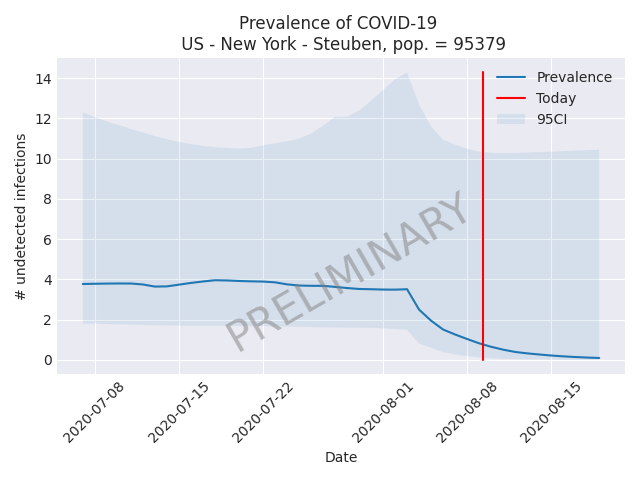 Prevalence of COVID-19
US - New York - Steuben, pop. = 95379
14
12
10
8
6
4
2
0
# undetected infections
Prevalence
Today
95CI
PRELIMINARY
2020-07-08
2020-07-15
2020-07-22
2020-08-01
2020-08-08
2020-08-15
Date